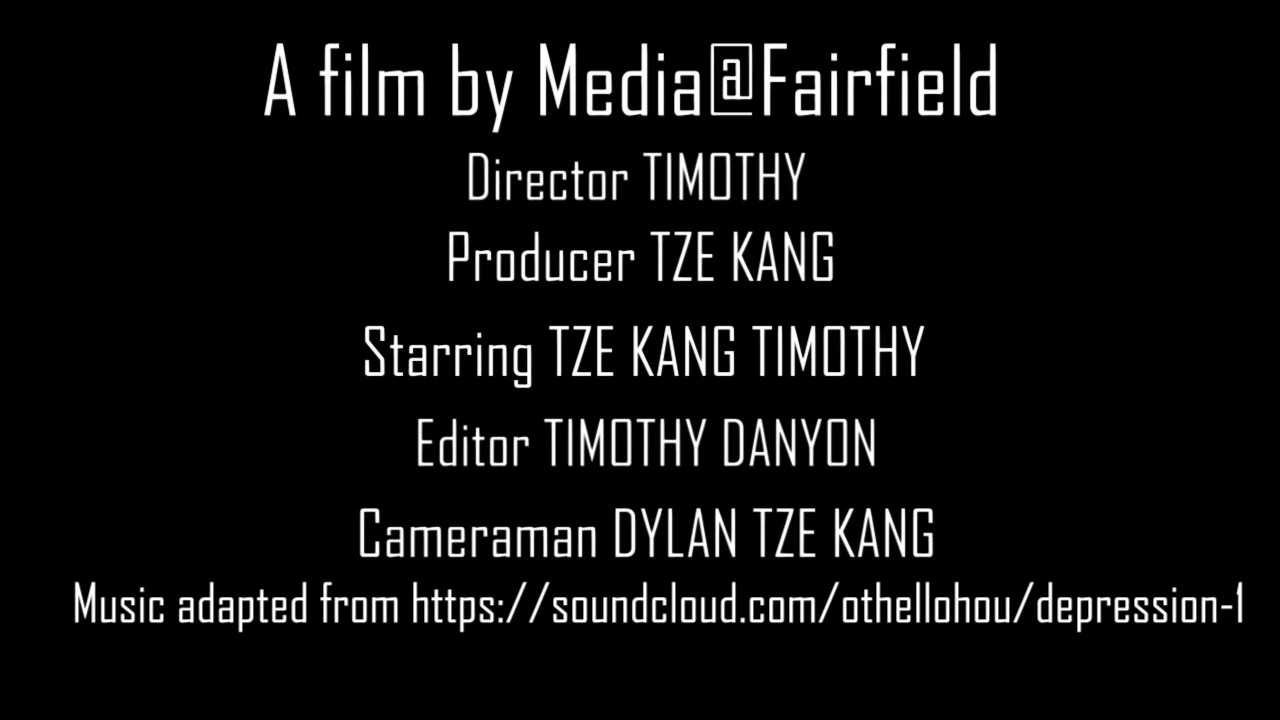 A film by Media@Fairfield
Director TIMOTHY
Producer TZE KANG
Starring TZE KANG TIMOTHY
Editor TIMOTHY DANYON
Cameraman DYLAN TZE KANG
Music adapted from https://soundcloud.com/othellohou/depression-1